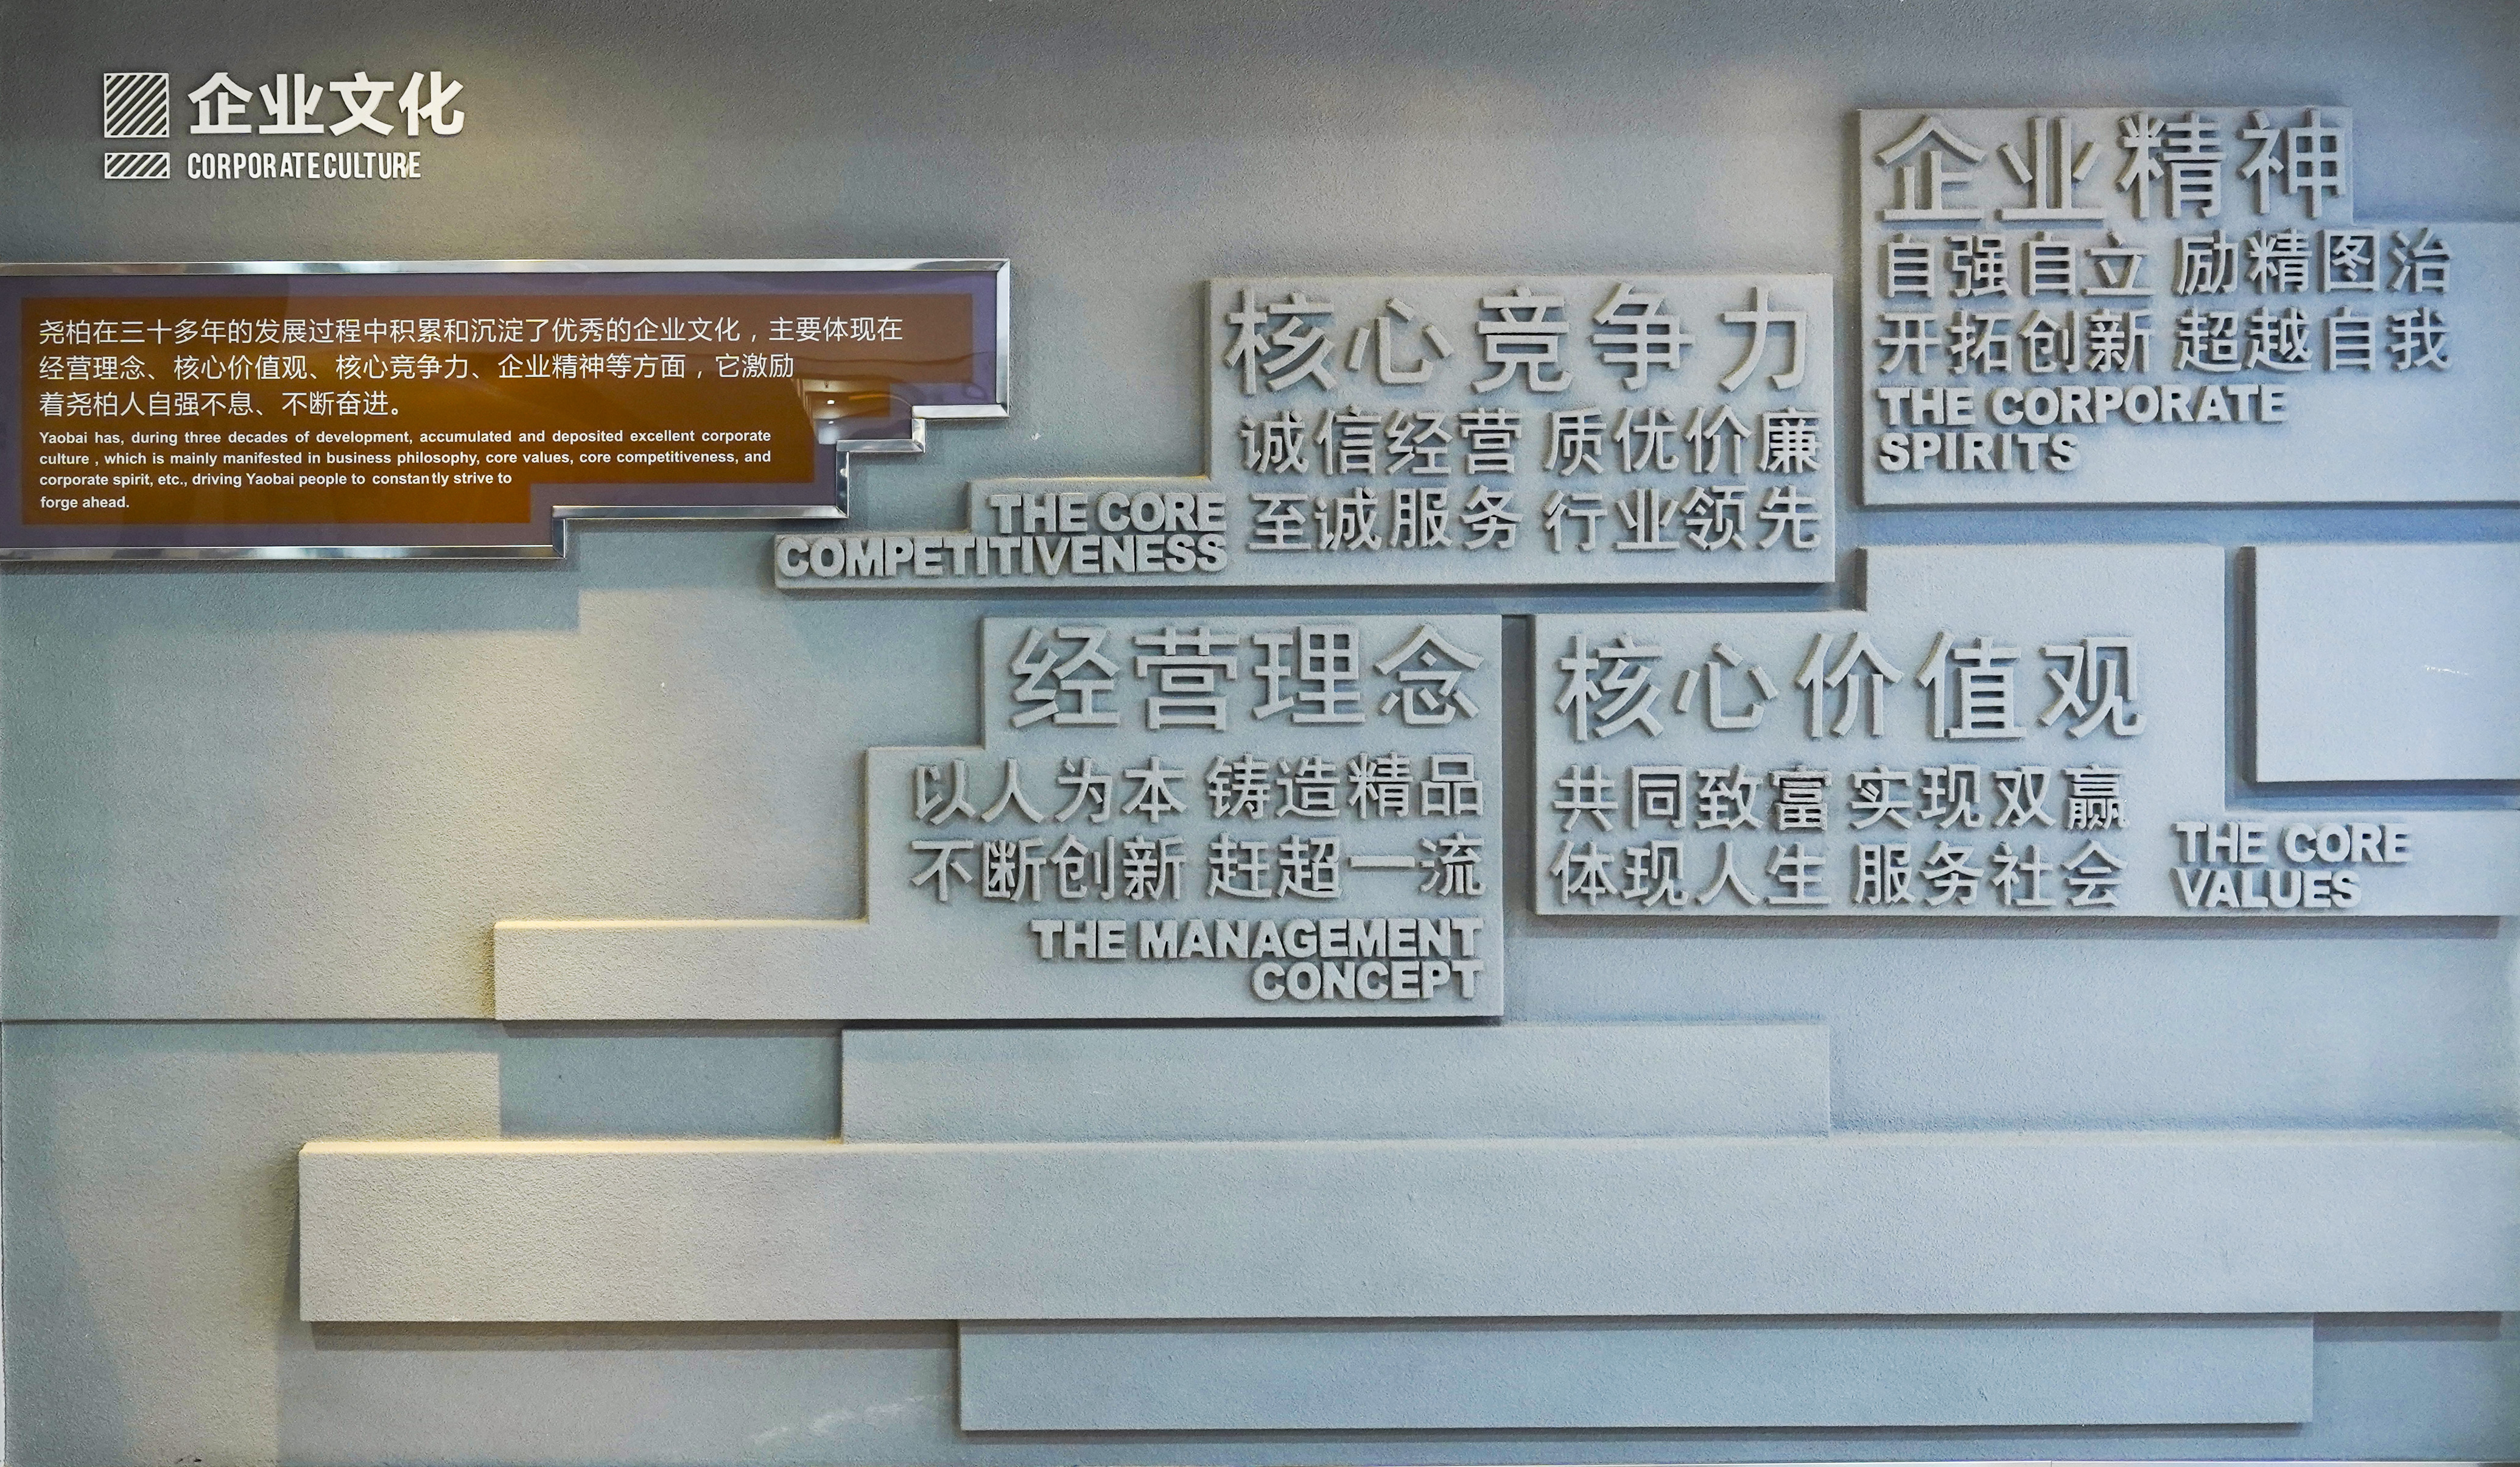 企业文化
CORPORATE CULTURE
尧柏在三十多年的发展过程中积累和沉淀了优秀的企业文化，主要体现在
经营理念、核心价值观、核心竞争力、企业精神等方面，它激励
着尧柏人自强不息、不断奋进。
Yaobai has, during three decades of development, accumulated and deposited excellent corporate
culture , which is mainly manifested in business philosophy, core values, core competitiveness, and
corporate spirit, etc., driving Yaobai people to constantly strive to
forge ahead.
核心竞争力
诚信经营 质优价廉
至诚服务 行业领先
THE CORE
COMPETITIVENESS
企业精神
自强自立 励精图治
开拓创新 超越自我
THE CORPORATE
SPIRITS
经营理念
以人为本 铸造精品
不断创新 赶超一流
THE MANAGEMENT
CONCEPT
核心价值观
共同致富 实现双赢
体现人生 服务社会
THE CORE
VALUES